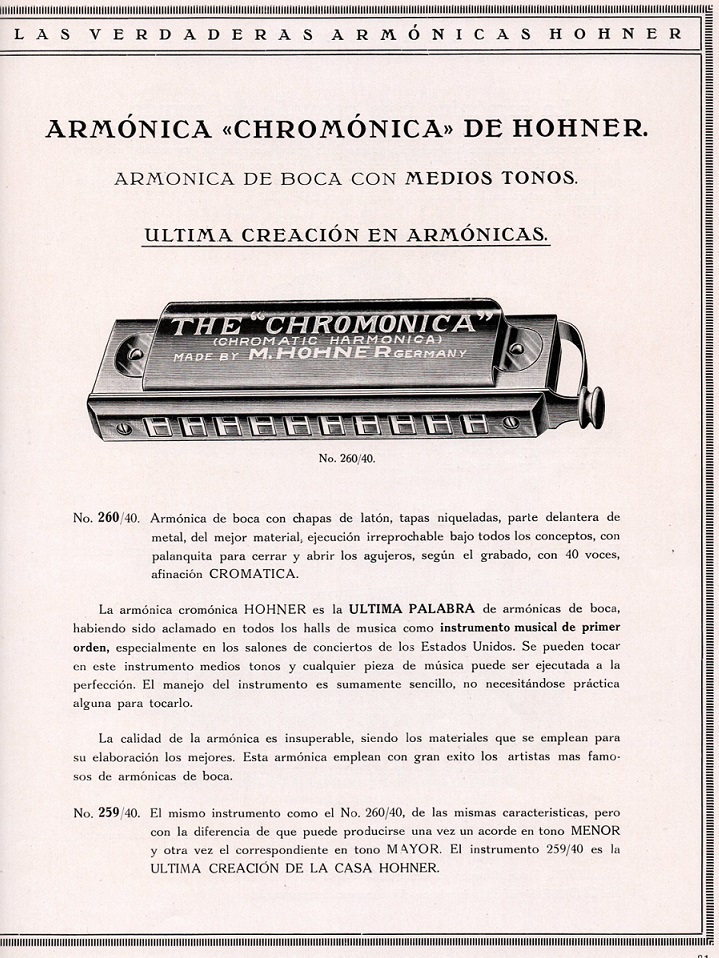 LAS VERDADERAS ARMÓNICAS HOHNER
ARMÓNICA «CHROMÓNICA» DE HOHNER.
ARMONICA DE BOCA CON MEDIOS TONOS.
ULTIMA CREACIÓN EN ARMÓNICAS.
THE "CHROMONICA"
(CHROMATIC HARMONICA)
MADE BY M. HOHNER GERMANY
No. 260/40.
No. 260/40. Armónica de boca con chapas de latón, tapas niqueladas, parte delantera de
metal, del mejor material, ejecución irreprochable bajo todos los conceptos, con
palanquita para cerrar y abrir los agujeros, según el grabado, con 40 voces,
afinación CROMATICA.
La armónica cromónica HOHNER es la ULTIMA PALABRA de armónicas de boca,
habiendo sido aclamado en todos los halls de musica como instrumento musical de primer
orden, especialmente en los salones de conciertos de los Estados Unidos. Se pueden tocar
en este instrumento medios tonos y cualquier pieza de música puede ser ejecutada a la
perfección. El manejo del instrumento es sumamente sencillo, no necesitándose práctica
alguna para tocarlo.
La calidad de la armónica es insuperable, siendo los materiales que se emplean para
su elaboración los mejores. Esta armónica emplean con gran exito los artistas mas famo-
sos de armónicas de boca.
No. 259/40. El mismo instrumento como el No. 260/40, de las mismas caracteristicas, pero
con la diferencia de que puede producirse una vez un acorde en tono MENOR
y otra vez el correspondiente en tono MAYOR. El instrumento 259/40 es la
ULTIMA CREACIÓN DE LA CASA HOHNER.